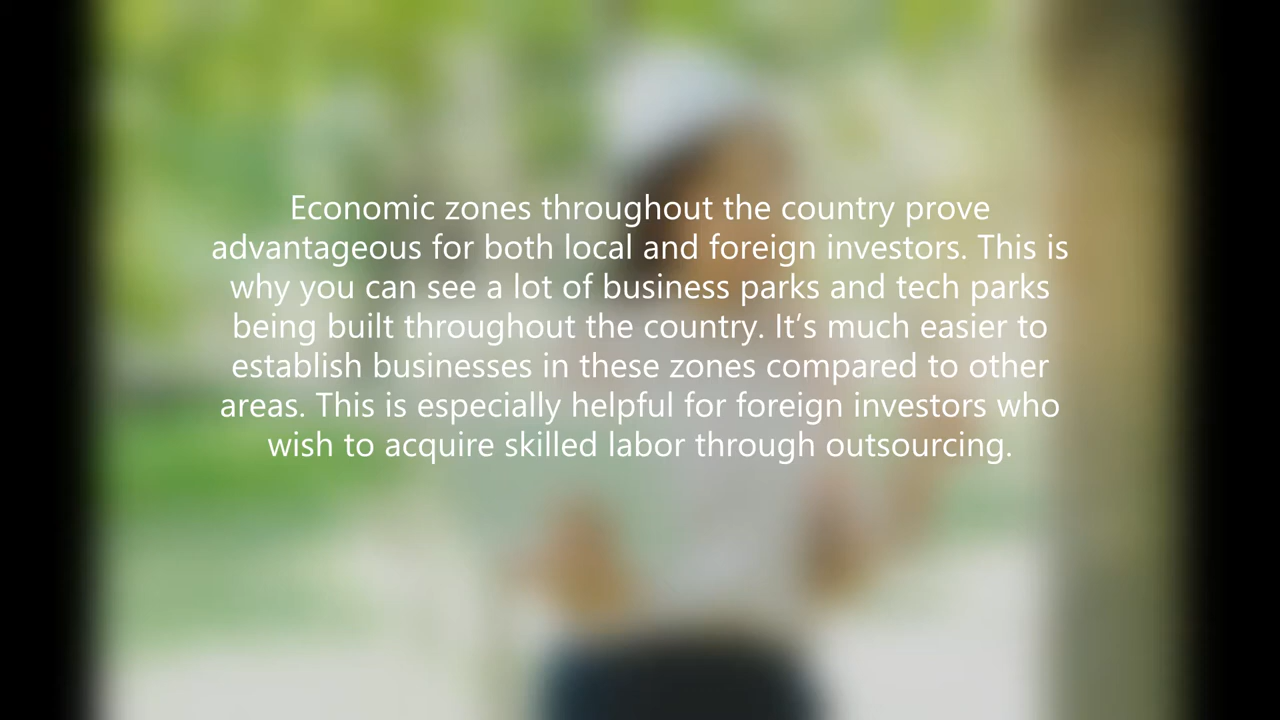 Economic zones throughout the country prove
advantageous for both local and foreign investors. This is
why you can see a lot of business parks and tech parks
being built throughout the country. It’s much easier to
establish businesses in these zones compared to other
areas. This is especially helpful for foreign investors who
wish to acquire skilled labor through outsourcing.